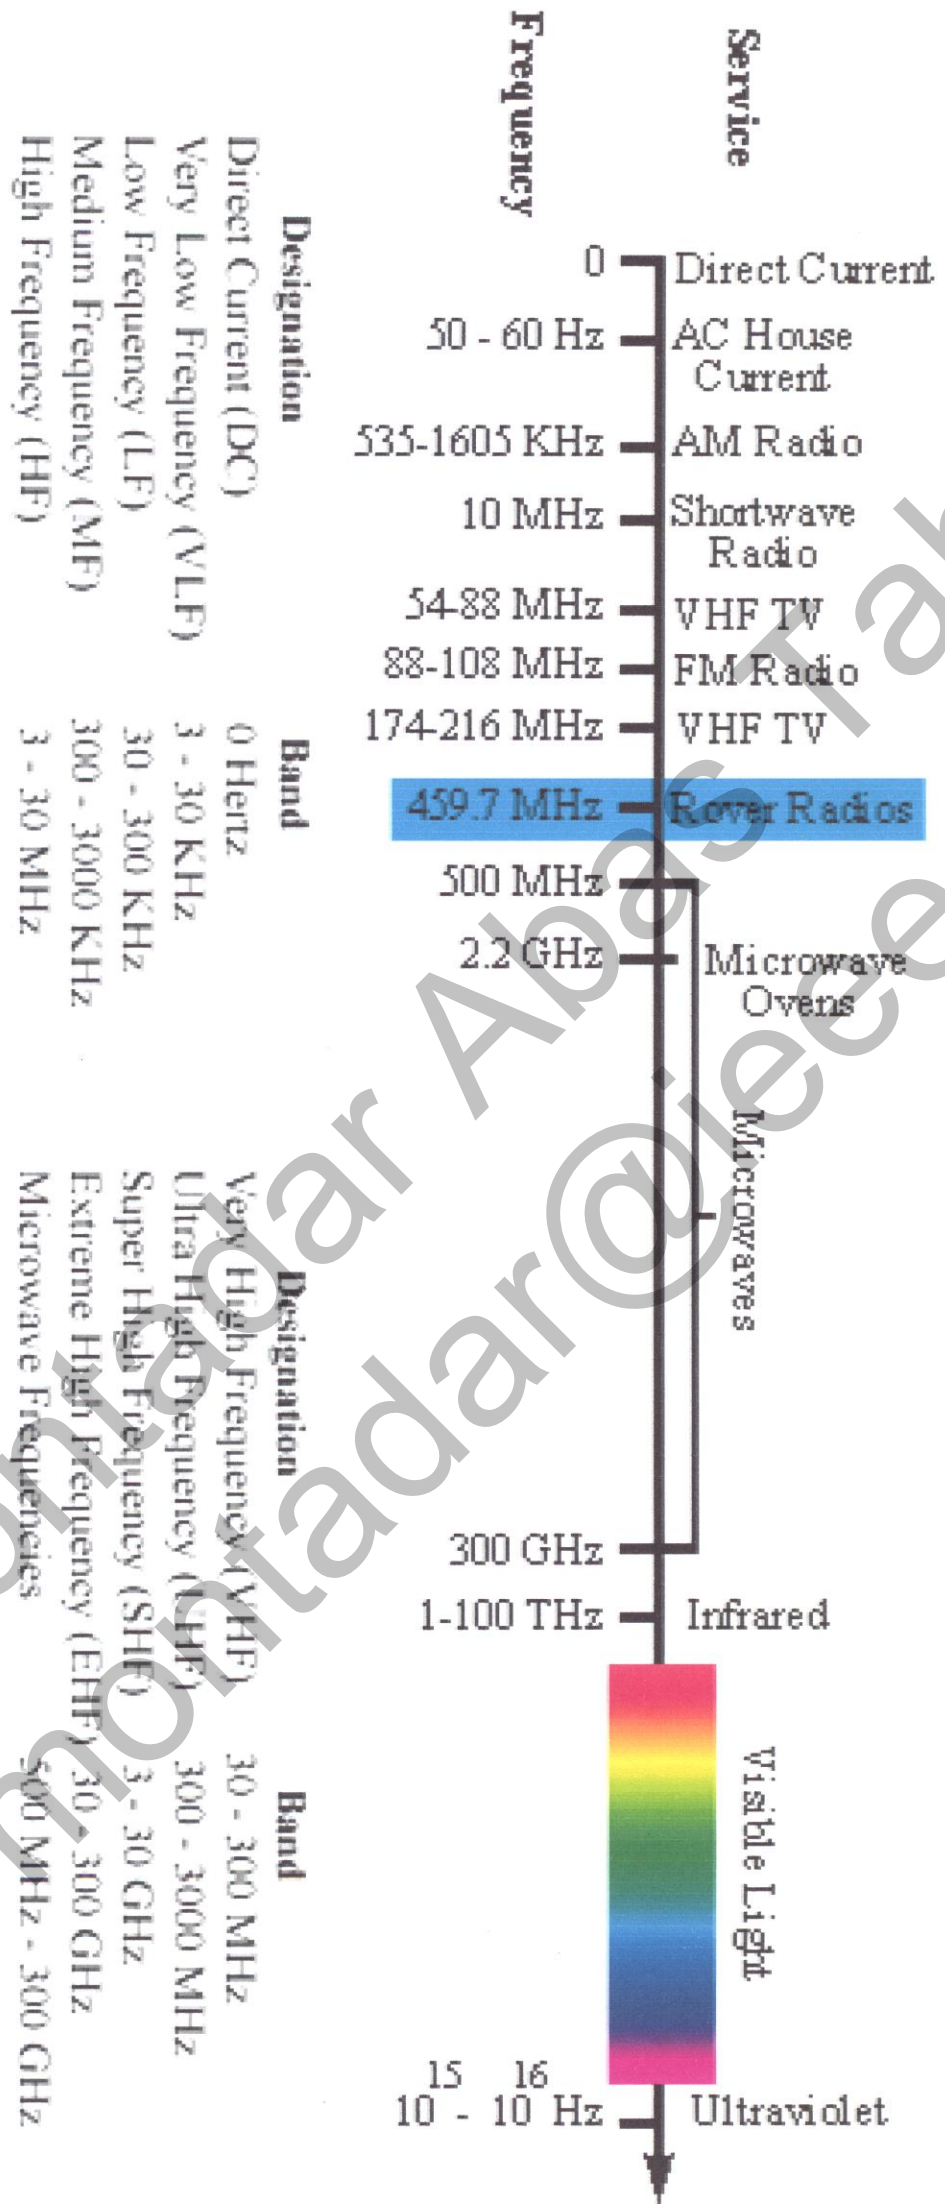 Service
Frequency
0 Direct Current
50 - 60 Hz AC House
Current
535-1605 KHz AM Radio
10 MHz Shortwave
Radio
54-88 MHz VHF TV
88-108 MHz FM Radio
174-216 MHz VHF TV
459.7 MHz Rover Radios
500 MHz
2.2 GHz Microwave
Ovens
Microwaves
300 GHz
1-100 THz Infrared
Visible Light
15 16
10 - 10 Hz Ultraviolet
Designation Band
Direct Current (DC) 0 Hertz
Very Low Frequency (VLF) 3 - 30 KHz
Low Frequency (LF) 30 - 300 KHz
Medium Frequency (MF) 300 - 3000 KHz
High Frequency (HF) 3 - 30 MHz
Designation Band
Very High Frequency (VHF) 30 - 300 MHz
Ultra High Frequency (UHF) 300 - 3000 MHz
Super High Frequency (SHF) 3 - 30 GHz
Extreme High Frequency (EHF) 30 - 300 GHz
Microwave Frequencies 500 MHz - 300 GHz
ontadar Abas Tah
montadar@ieee